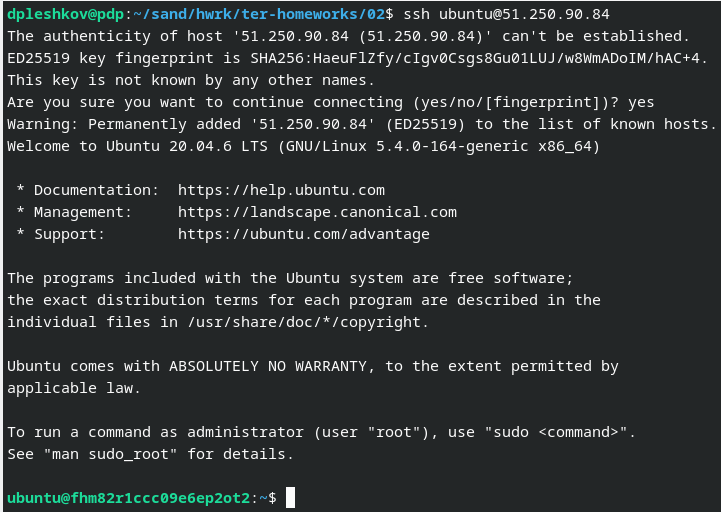 dpleshkov@pdp:~/sand/hwrk/ter-homeworks/02$ ssh ubuntu@51.250.90.84
The authenticity of host '51.250.90.84 (51.250.90.84)' can't be established.
ED25519 key fingerprint is SHA256:HaeuFlZfy/cIgv0Csgs8Gu01LUJ/w8WmADoIM/hAC+4.
This key is not known by any other names.
Are you sure you want to continue connecting (yes/no/[fingerprint])? yes
Warning: Permanently added '51.250.90.84' (ED25519) to the list of known hosts.
Welcome to Ubuntu 20.04.6 LTS (GNU/Linux 5.4.0-164-generic x86_64)

 * Documentation:  https://help.ubuntu.com
 * Management:     https://landscape.canonical.com
 * Support:        https://ubuntu.com/advantage

The programs included with the Ubuntu system are free software;
the exact distribution terms for each program are described in the
individual files in /usr/share/doc/*/copyright.

Ubuntu comes with ABSOLUTELY NO WARRANTY, to the extent permitted by
applicable law.

To run a command as administrator (user "root"), use "sudo <command>".
See "man sudo_root" for details.

ubuntu@fhm82r1ccc09e6ep2ot2:~$